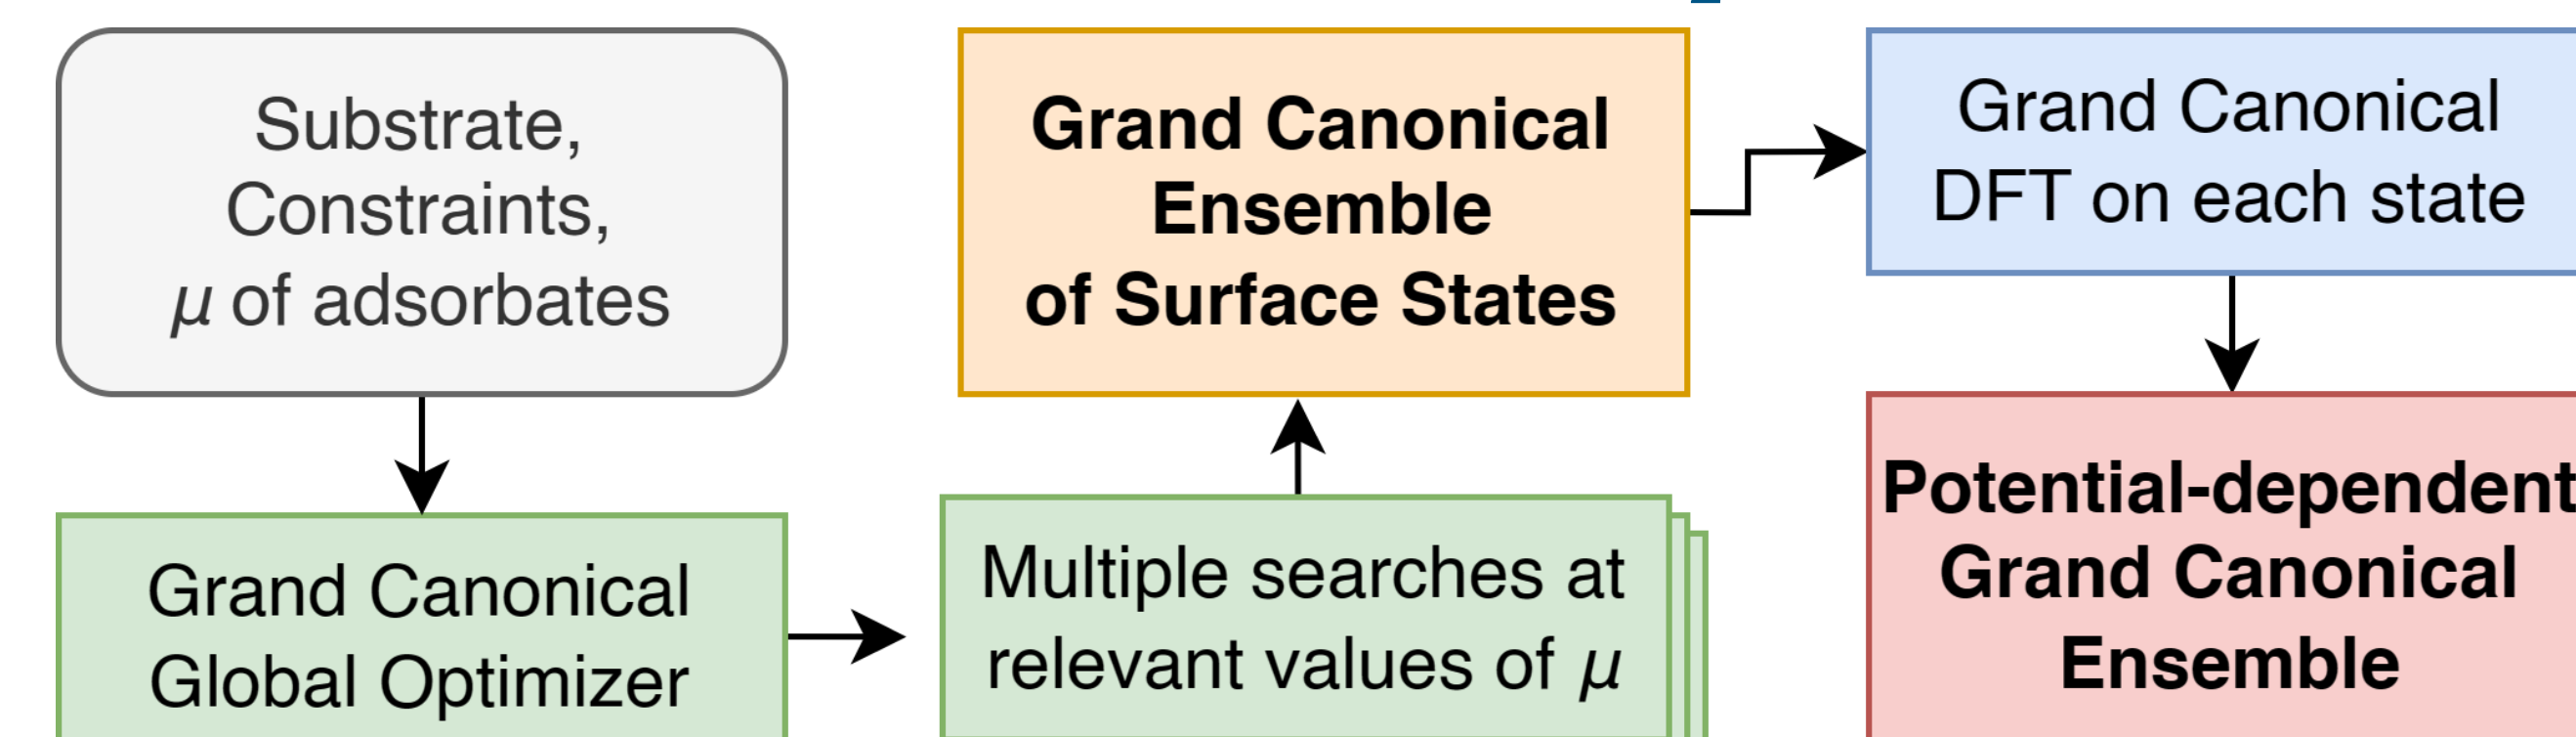 Substrate,
Constraints,
μ of adsorbates
Grand Canonical
Global Optimizer
Multiple searches at
relevant values of μ
Grand Canonical
Ensemble
of Surface States
Grand Canonical
DFT on each state
Potential-dependent
Grand Canonical
Ensemble